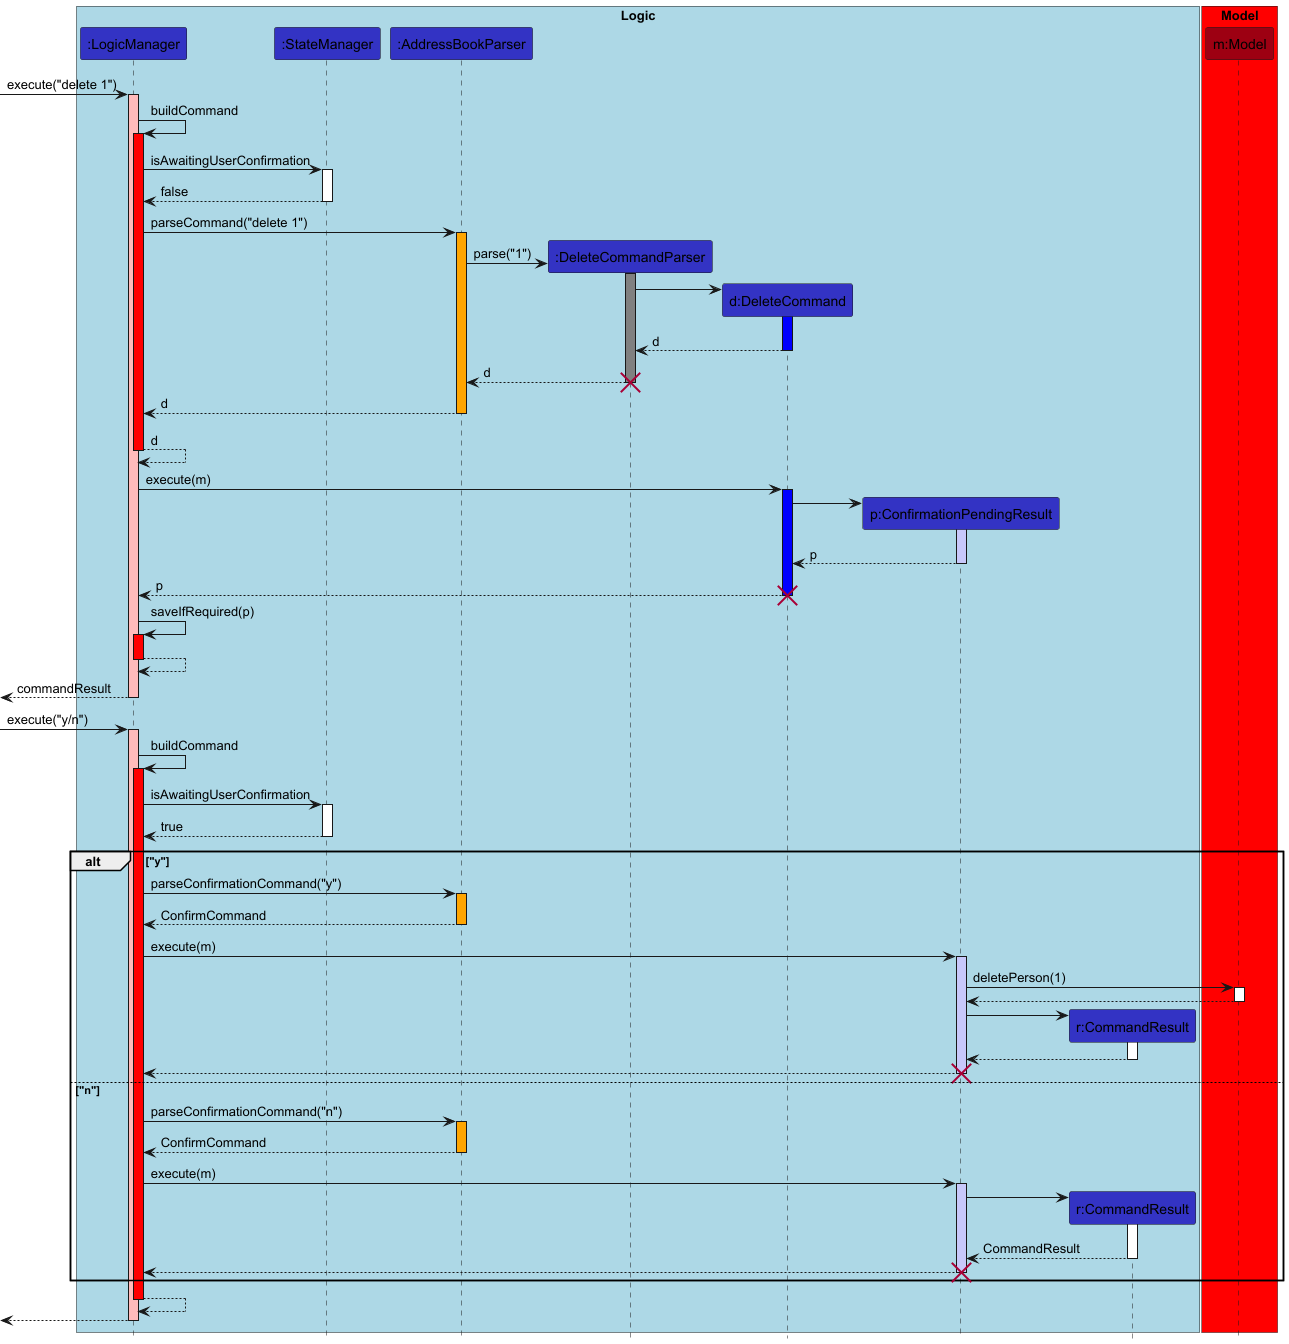 Logic
Model
:LogicManager
:StateManager
:AddressBookParser
m:Model
execute("delete 1")
buildCommand
isAwaitingUserConfirmation
false
parseCommand("delete 1")
parse("1")
:DeleteCommandParser
d:DeleteCommand
d
d
d
d
execute(m)
p:ConfirmationPendingResult
p
p
saveIfRequired(p)
commandResult
execute("y/n")
buildCommand
isAwaitingUserConfirmation
true
alt
["y"]
parseConfirmationCommand("y")
ConfirmCommand
execute(m)
deletePerson(1)
r:CommandResult
["n"]
parseConfirmationCommand("n")
ConfirmCommand
execute(m)
r:CommandResult
CommandResult